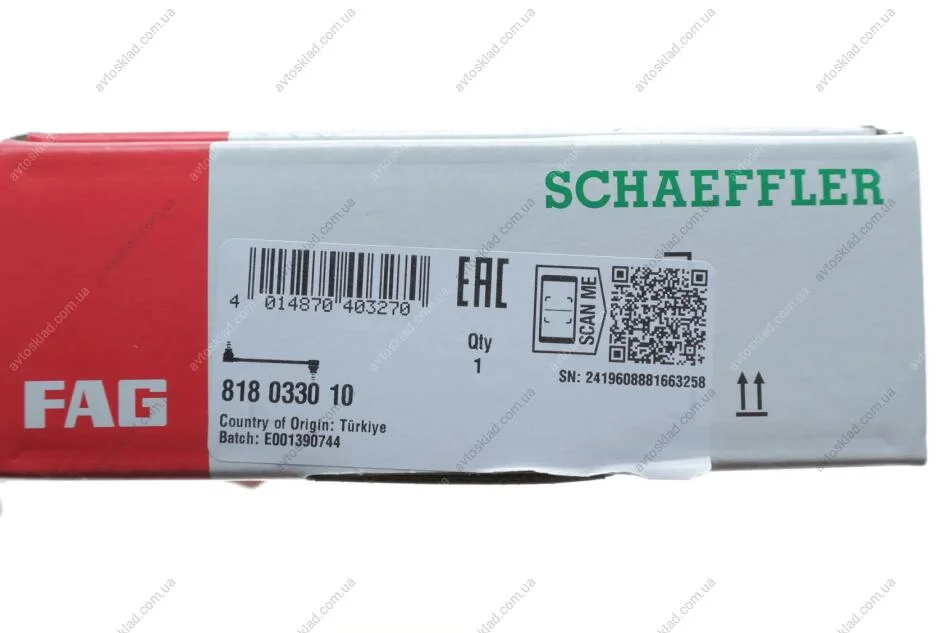 SCHAEFFLER
4 014870 403270
EAC
SCAN ME
Qty
1
SN: 2419608881663258
818 0330 10
Country of Origin: Türkiye
Batch: E001390744
FAG
avtosklad.com.ua